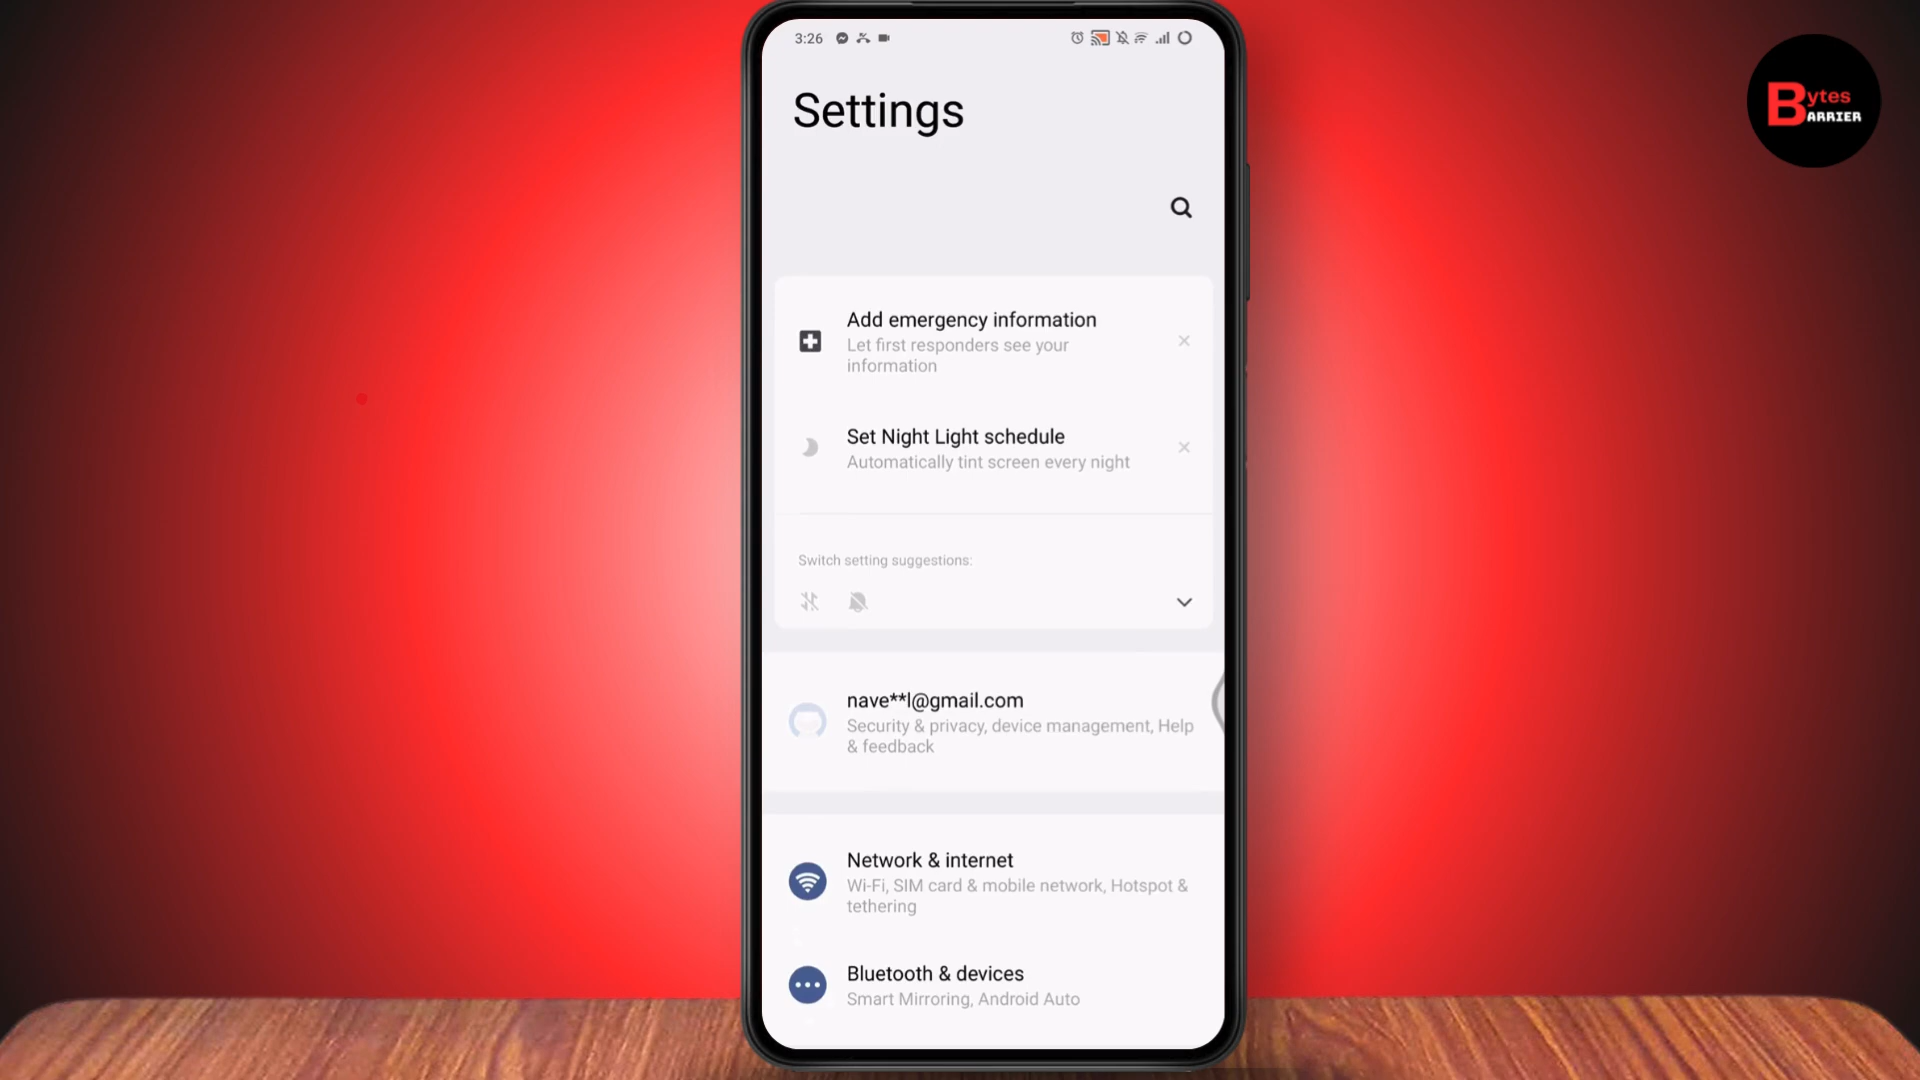 3:26
Settings
Add emergency information
Let first responders see your
information
Set Night Light schedule
Automatically tint screen every night
Switch setting suggestions:
nave**l@gmail.com
Security & privacy, device management, Help
& feedback
Network & internet
Wi-Fi, SIM card & mobile network, Hotspot &
tethering
Bluetooth & devices
Smart Mirroring, Android Auto
Bytes
BARRIER